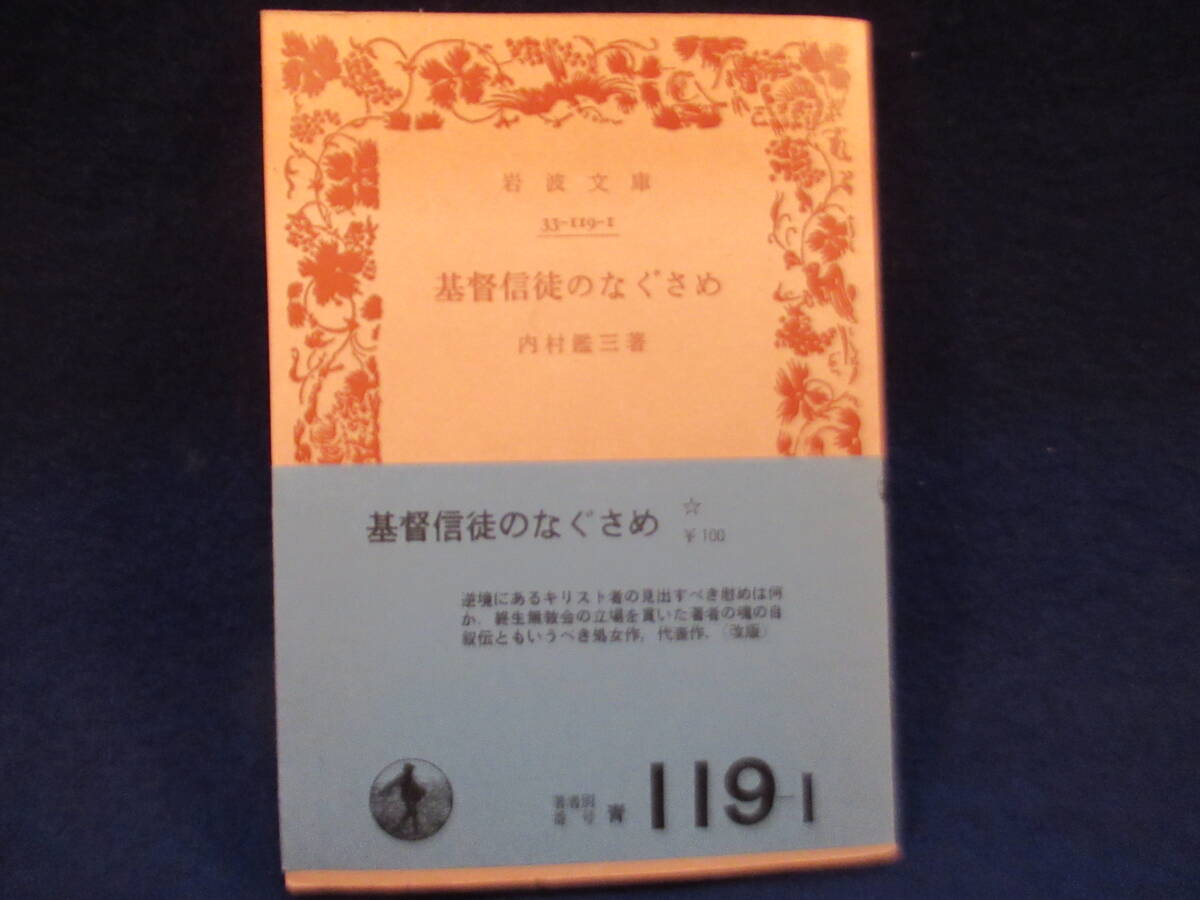 岩波文庫
33-119-1
基督信徒のなぐさめ
内村鑑三著
基督信徒のなぐさめ ☆
¥100
逆境にあるキリスト者の見出すべき慰めは何
か．終生無教会の立場を貫いた著者の魂の自
叙伝ともいうべき処女作，代表作．（改版）
著者別
番号 青 119-1